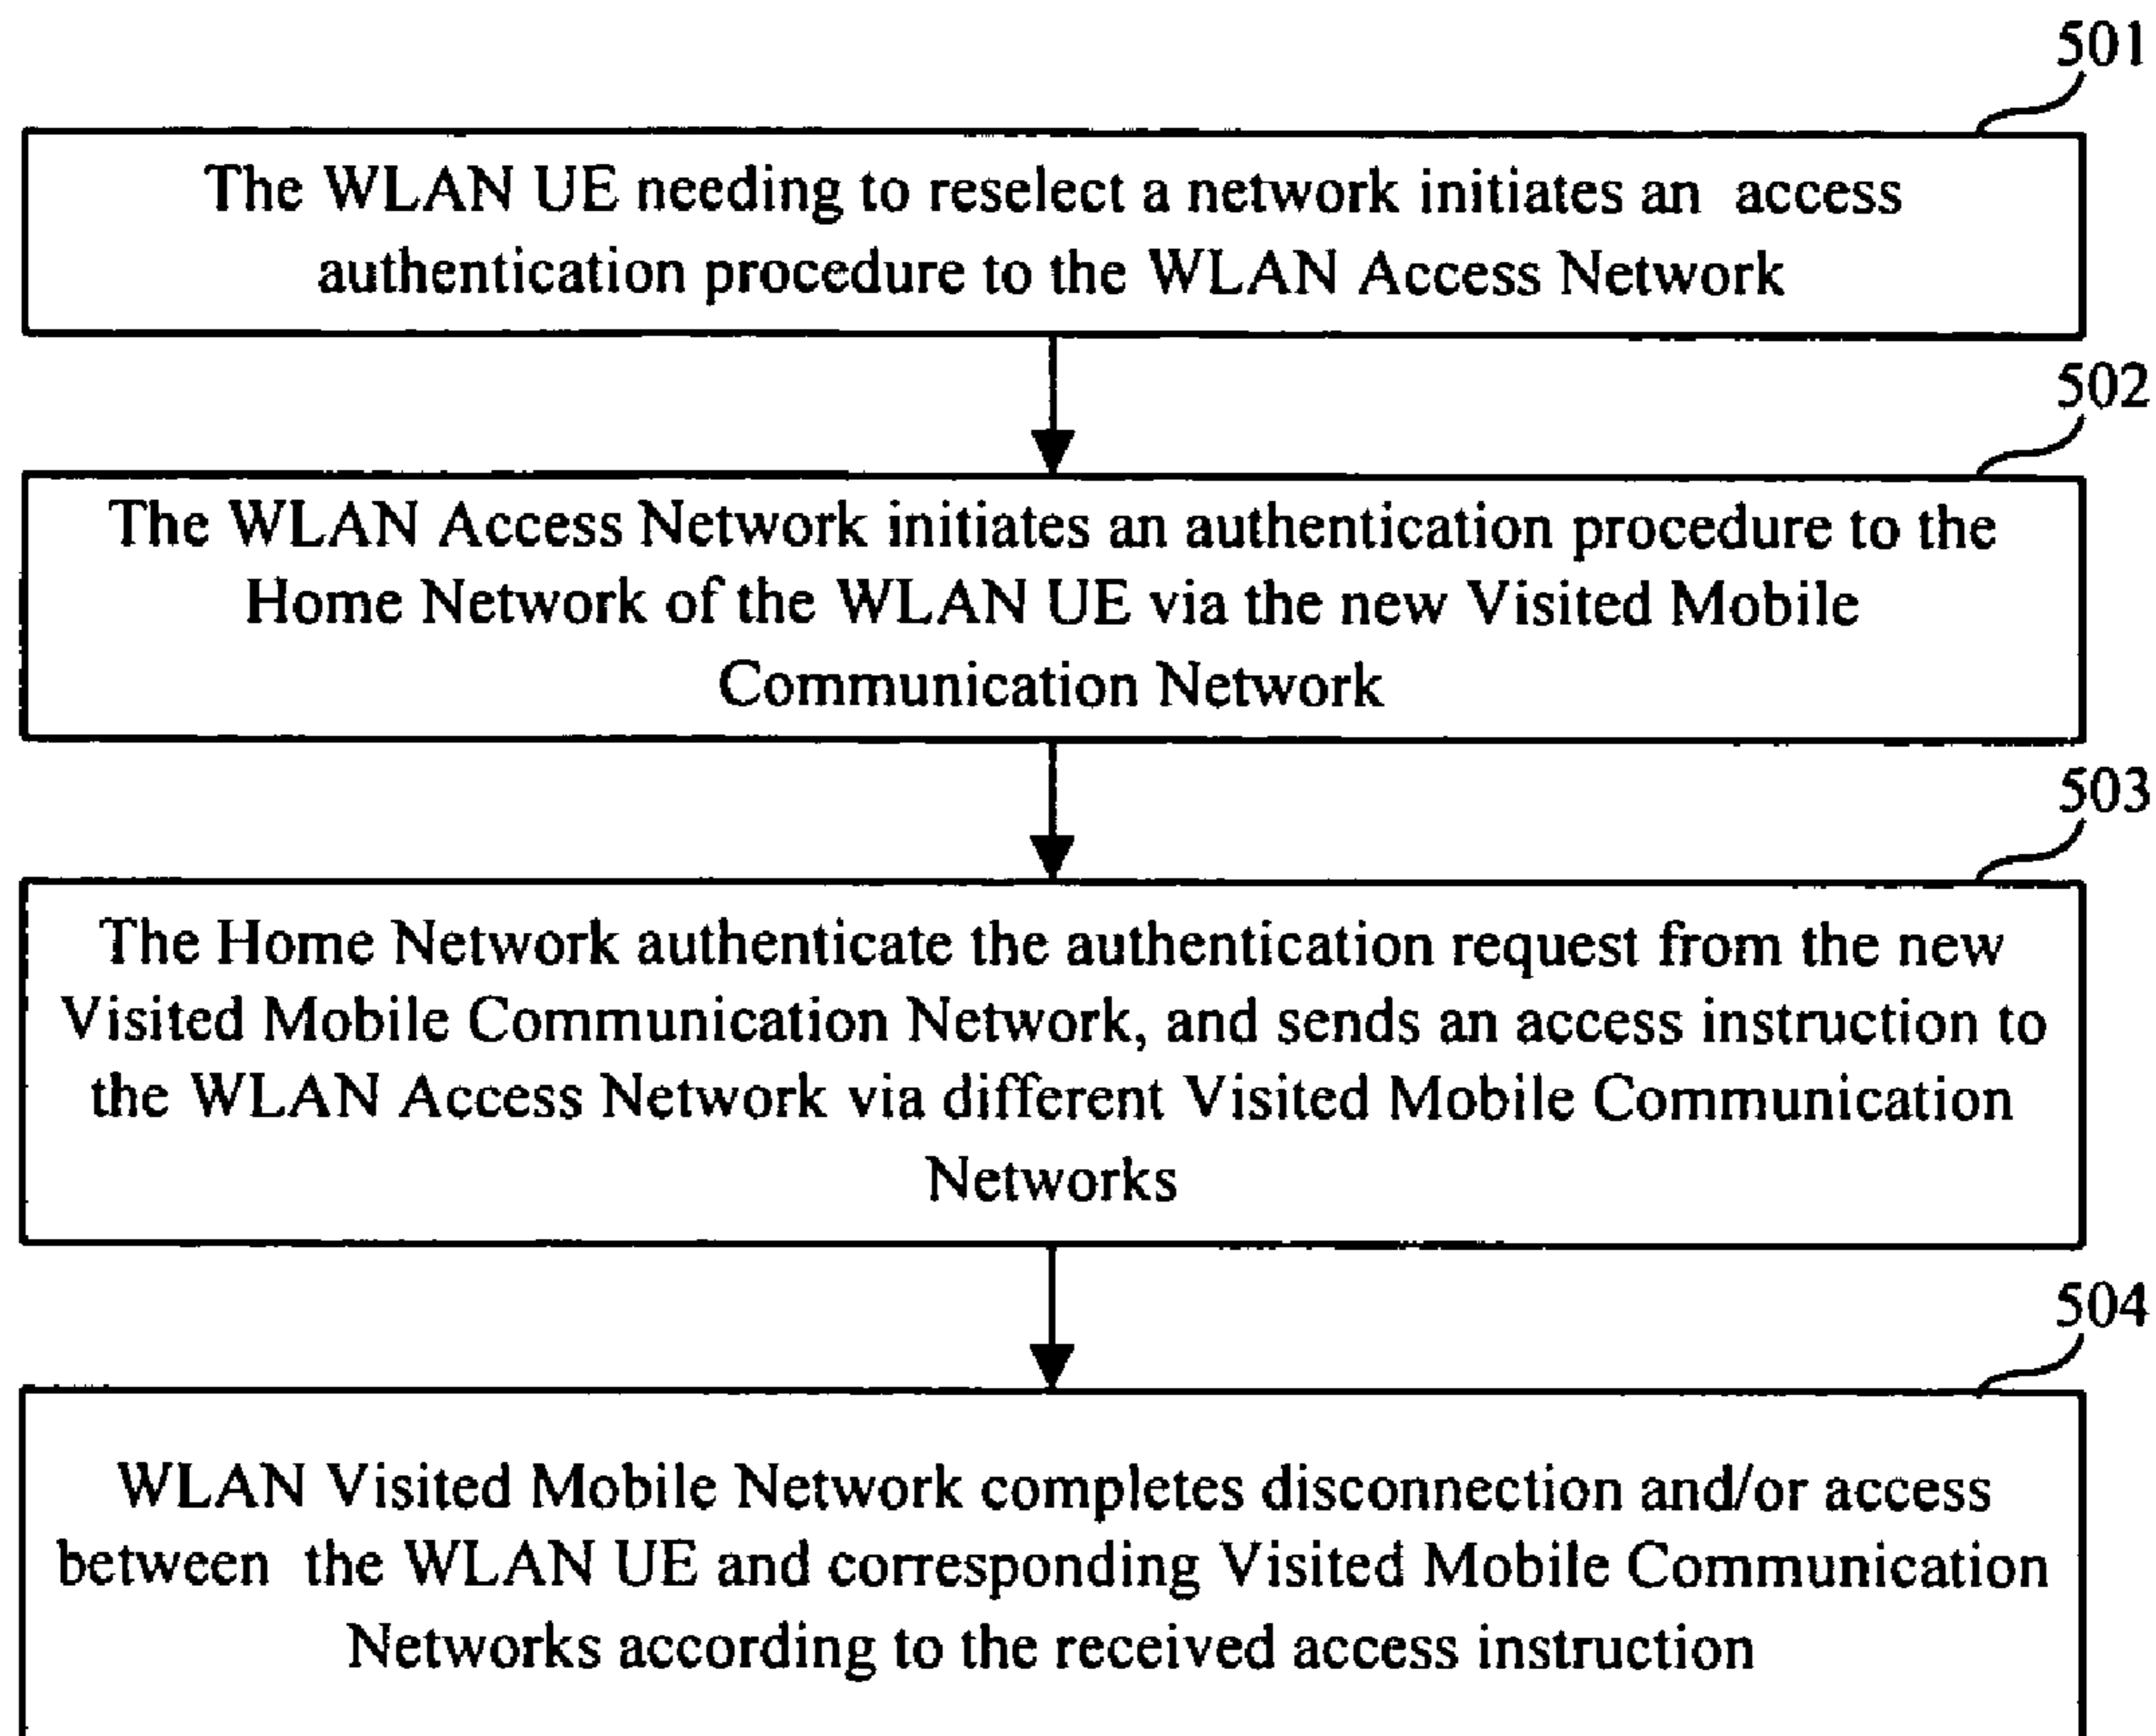 501
The WLAN UE needing to reselect a network initiates an access
authentication procedure to the WLAN Access Network
502
The WLAN Access Network initiates an authentication procedure to the
Home Network of the WLAN UE via the new Visited Mobile
Communication Network
503
The Home Network authenticate the authentication request from the new
Visited Mobile Communication Network, and sends an access instruction to
the WLAN Access Network via different Visited Mobile Communication
Networks
504
WLAN Visited Mobile Network completes disconnection and/or access
between the WLAN UE and corresponding Visited Mobile Communication
Networks according to the received access instruction